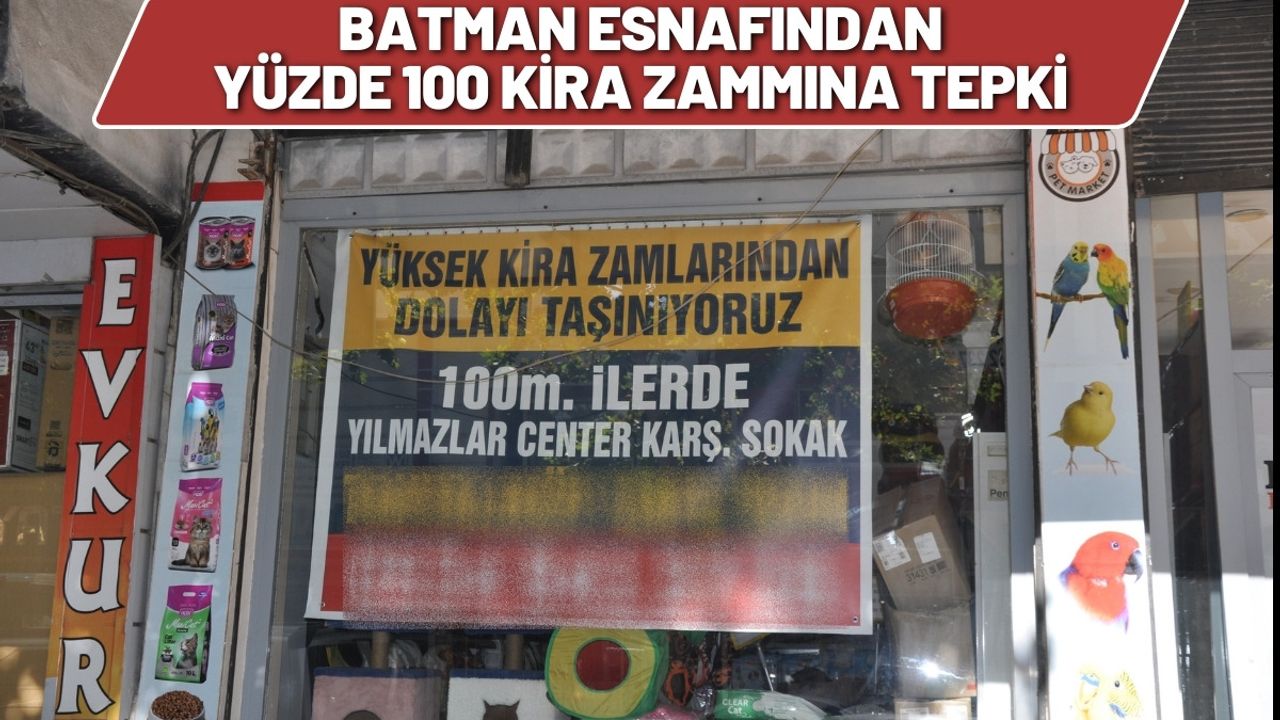 BATMAN ESNAFINDAN
YÜZDE 100 KİRA ZAMMINA TEPKİ
PET MARKET
EVKUR
YÜKSEK KİRA ZAMLARINDAN
DOLAYI TAŞINIYORUZ
100m. iLERDE
YILMAZLAR CENTER KARŞ. SOKAK
CLEAR
Cat